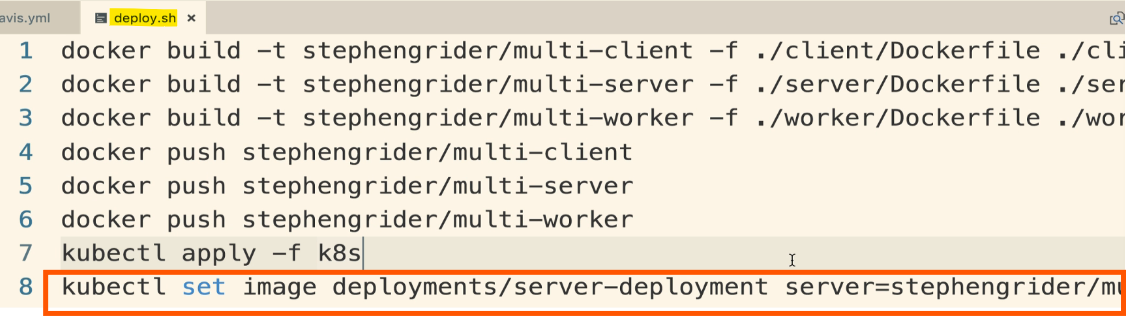 avis.yml deploy.sh ×
1 docker build -t stephengrider/multi-client -f ./client/Dockerfile ./cli
2 docker build -t stephengrider/multi-server -f ./server/Dockerfile ./ser
3 docker build -t stephengrider/multi-worker -f ./worker/Dockerfile ./wor
4 docker push stephengrider/multi-client
5 docker push stephengrider/multi-server
6 docker push stephengrider/multi-worker
7 kubectl apply -f k8s
8 kubectl set image deployments/server-deployment server=stephengrider/mu